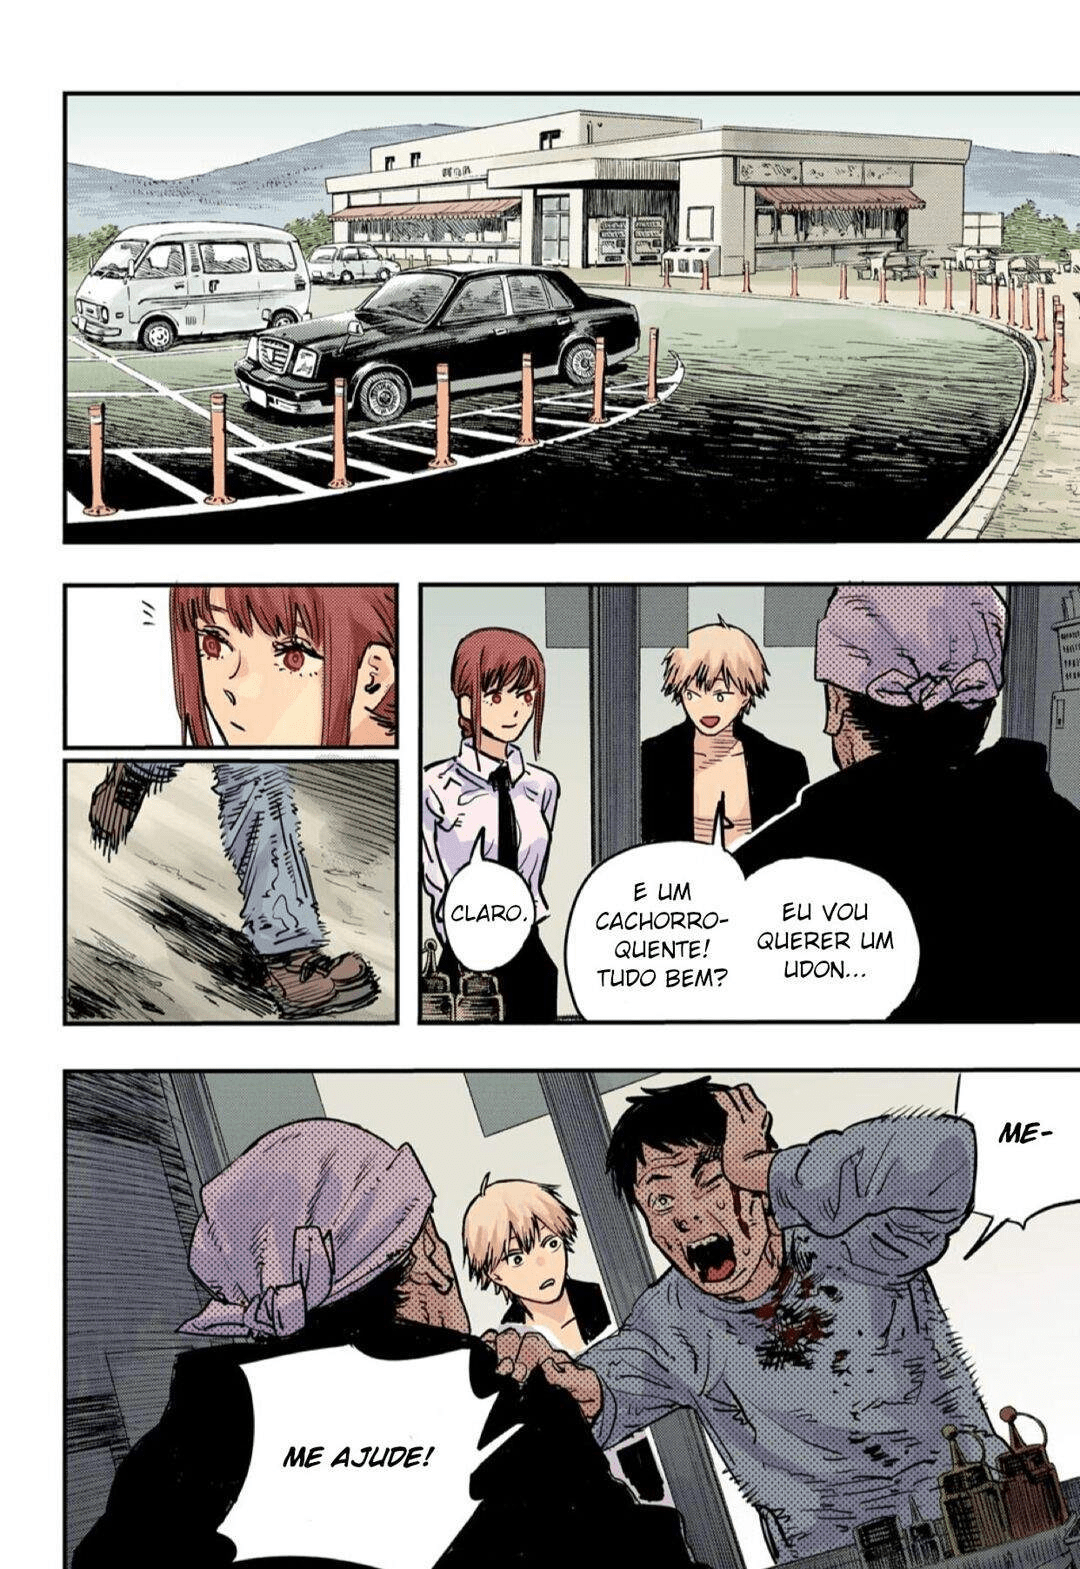 EU VOU
QUERER UM
UDON...
E UM
CACHORRO-
QUENTE!
TUDO BEM?
CLARO.
ME-
ME AJUDE!